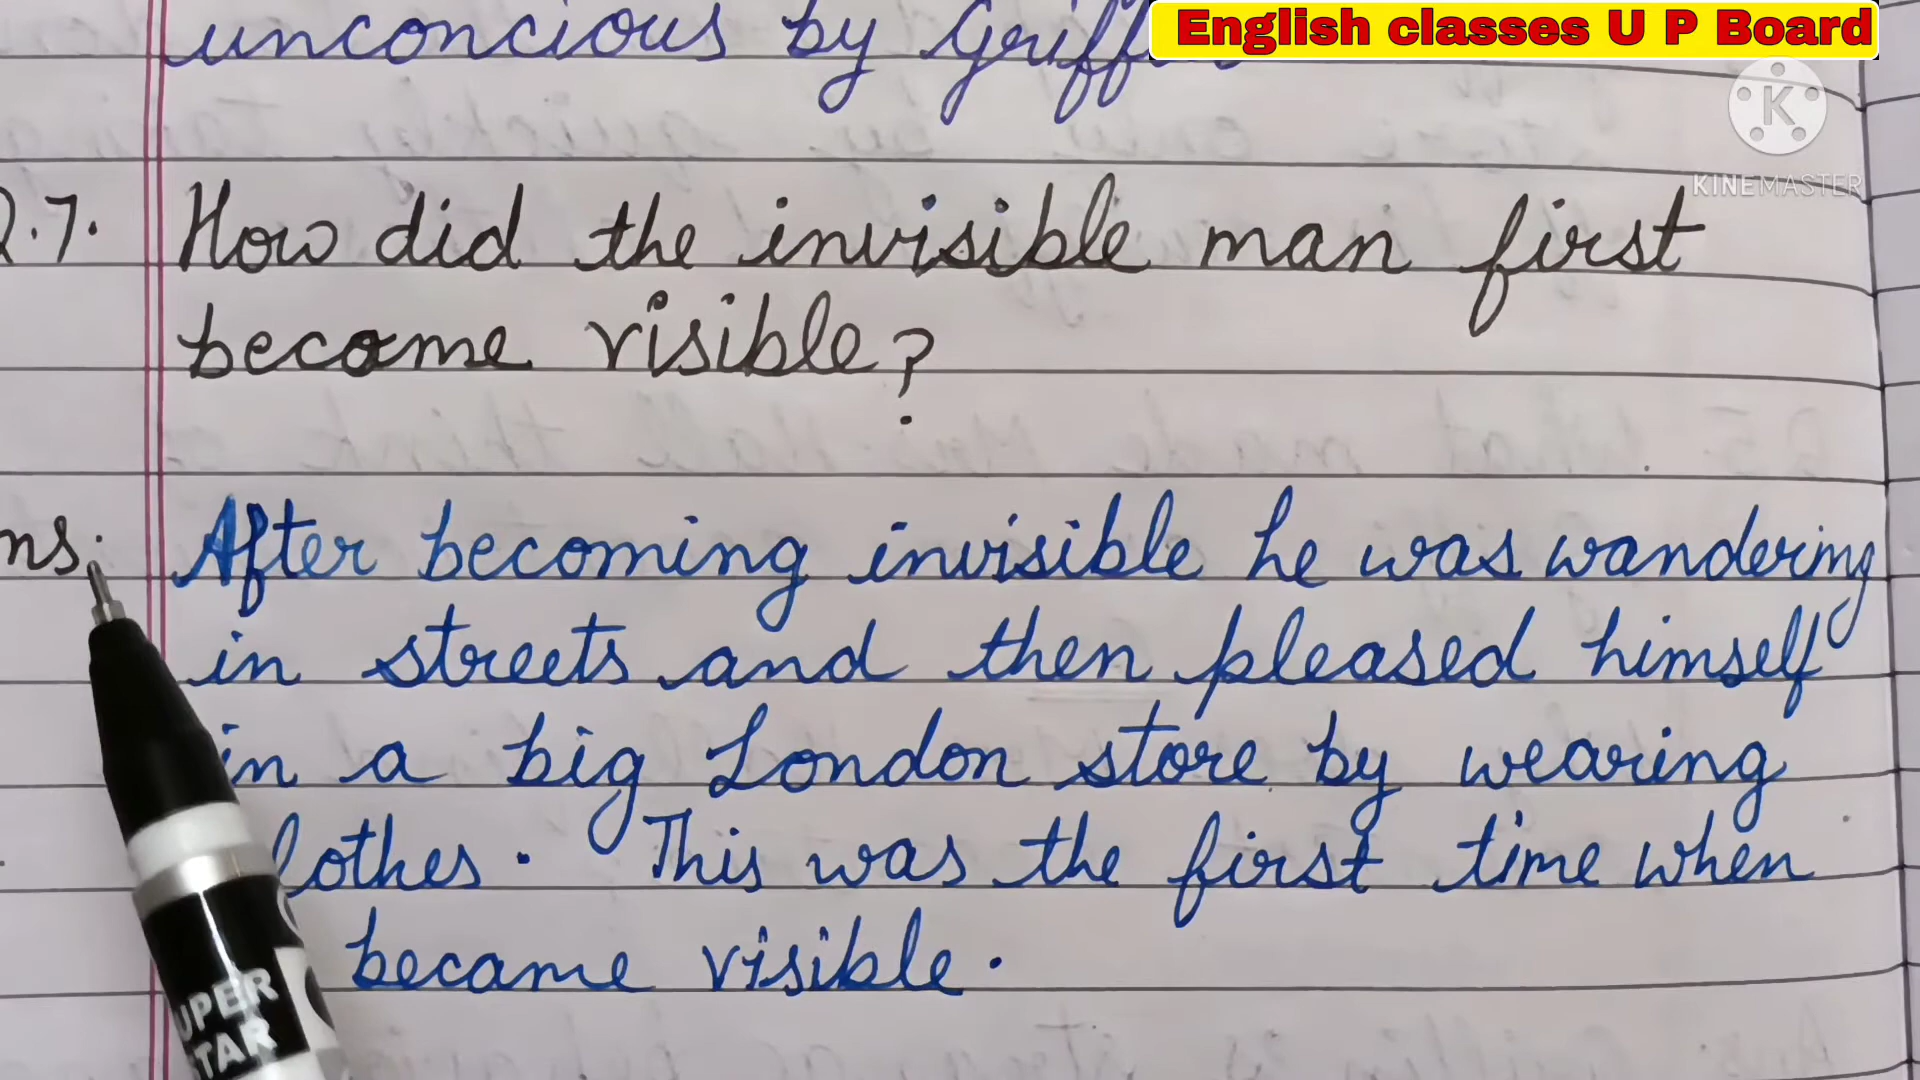 English classes U P Board
unconcious by Griff
KINEMASTER
Q.7. How did the invisible man first
become visible?
ns. After becoming invisible he was wandering
in streets and then pleased himself
in a big London store by wearing
lothes. This was the first time when
became visible.
UPER
STAR